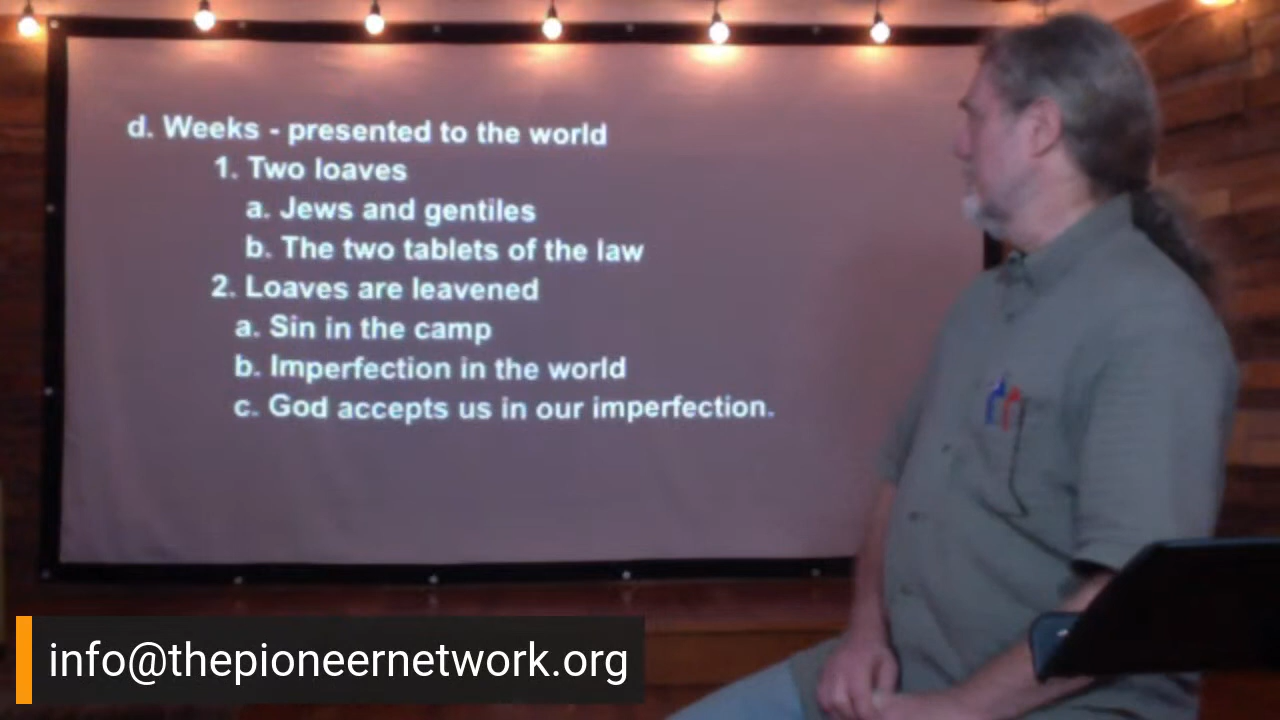 d. Weeks - presented to the world
1. Two loaves
a. Jews and gentiles
b. The two tablets of the law
2. Loaves are leavened
a. Sin in the camp
b. Imperfection in the world
c. God accepts us in our imperfection.
info@thepioneernetwork.org